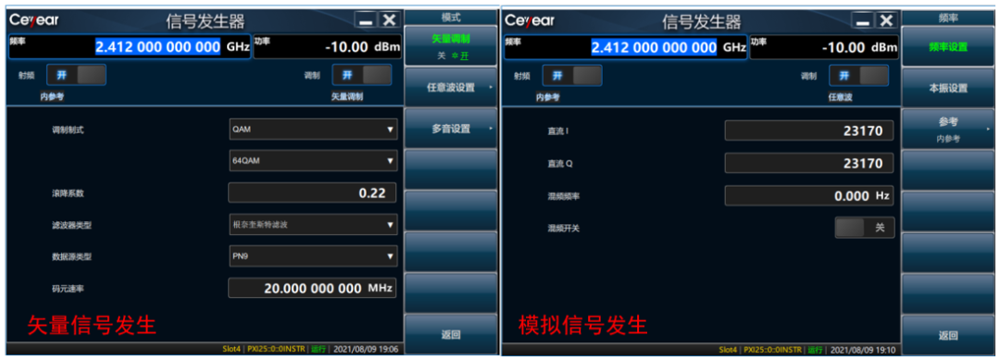 Ceyear 信号发生器 模式
频率 2.412 000 000 000 GHz 功率 -10.00 dBm
矢量调制
关 开
射频 开 调制 开
内参考 矢量调制
任意波设置
调制制式 QAM
多音设置
64QAM
滚降系数 0.22
滤波器类型 根奈奎斯特滤波
数据源类型 PN9
码元速率 20.000 000 000 MHz
矢量信号发生
返回
Slot4 | PXI25::0::0INSTR | 运行 | 2021/08/09 19:06
Ceyear 信号发生器 频率
频率 2.412 000 000 000 GHz 功率 -10.00 dBm
频率设置
射频 开 调制 开
内参考 任意波
本振设置
直流 I 23170
参考
内参考
直流 Q 23170
混频频率 0.000 Hz
混频开关 关
模拟信号发生
返回
Slot4 | PXI25::0::0INSTR | 运行 | 2021/08/09 19:10